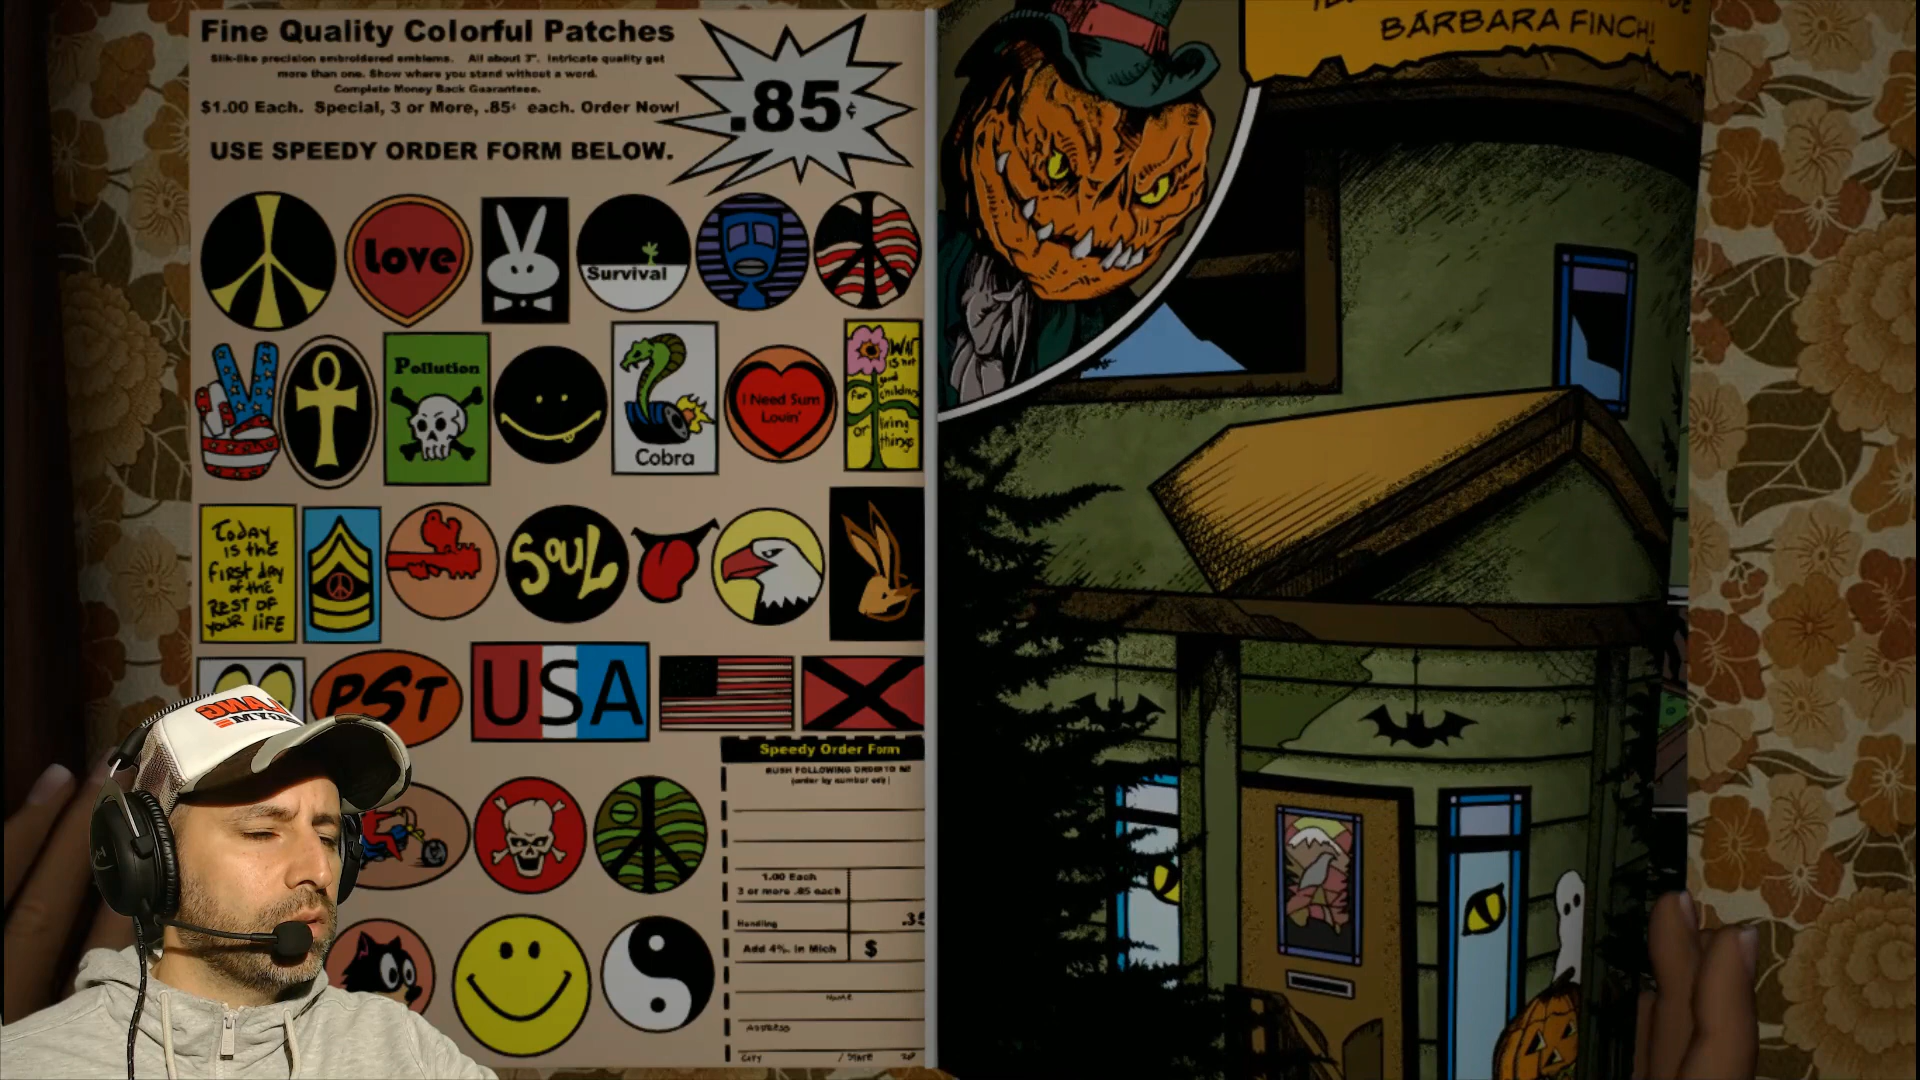 Fine Quality Colorful Patches
Silk-like precision embroidered emblems. All about 3". Intricate quality get
more than one. Show where you stand without a word.
Complete Money Back Guarantee.
$1.00 Each. Special, 3 or More, .85¢ each. Order Now!
.85¢
USE SPEEDY ORDER FORM BELOW.
Love
Survival
Pollution
Cobra
I Need Sum
Lovin'
War
is not
good
for children
or living
things
Today
is the
first day
of the
REST OF
YOUR LIFE
SOUL
PST
USA
Speedy Order Form
RUSH FOLLOWING ORDER TO ME
(order by number only)
1.00 Each
3 or more .85 each
Handling
.35
Add 4%. In Mich
$
Name
Address
City / State
BÁRBARA FINCH!